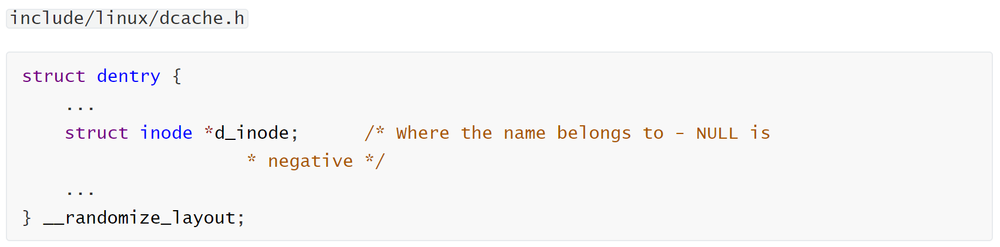 include/linux/dcache.h
struct dentry {
    ...
    struct inode *d_inode;      /* Where the name belongs to - NULL is
                     * negative */
    ...
} __randomize_layout;